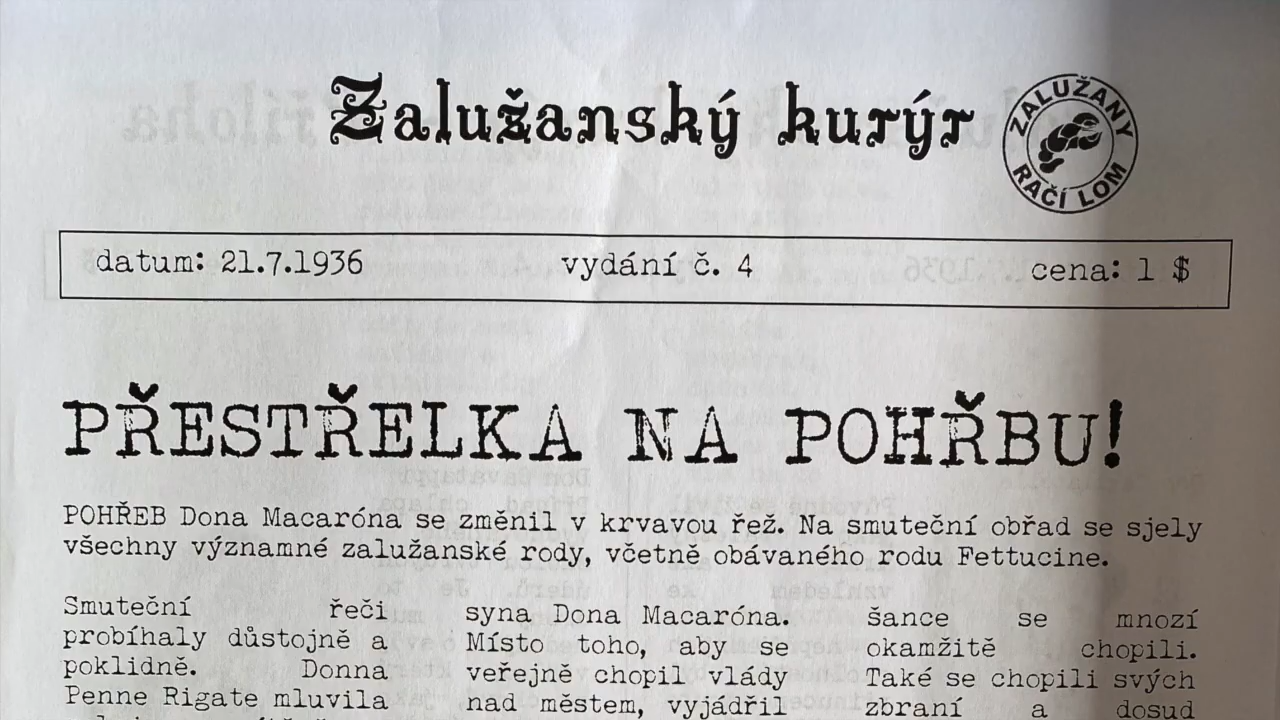 Zalužanský kurýr
ZALUŽANY
RAČÍ LOM
datum: 21.7.1936 vydání č. 4 cena: 1 $
PŘESTŘELKA NA POHŘBU!
POHŘEB Dona Macaróna se změnil v krvavou řež. Na smuteční obřad se sjely
všechny významné zalužanské rody, včetně obávaného rodu Fettucine.
Smuteční řeči
probíhaly důstojně a
poklidně. Donna
Penne Rigate mluvila
syna Dona Macaróna.
Místo toho, aby se
veřejně chopil vlády
nad městem, vyjádřil
šance se mnozí
okamžitě chopili.
Také se chopili svých
zbraní a dosud